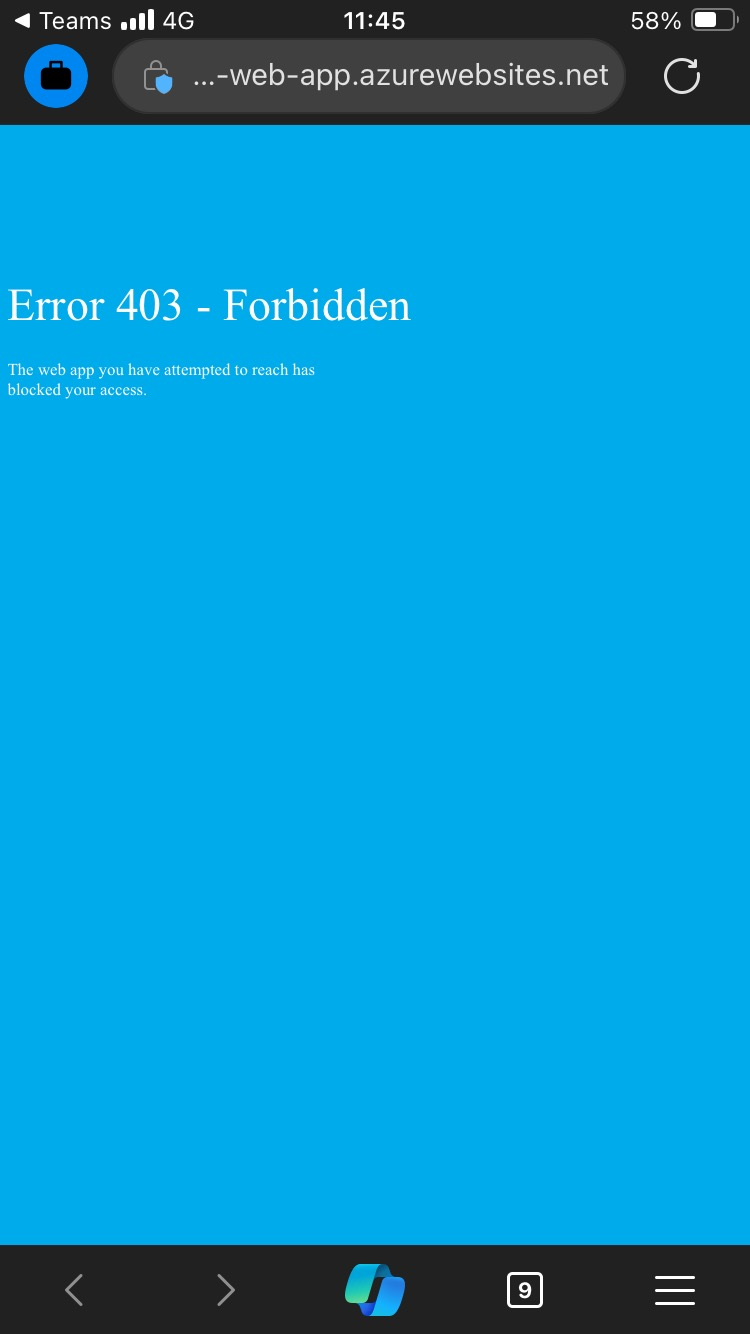 Teams 4G 11:45 58%
...-web-app.azurewebsites.net
Error 403 - Forbidden
The web app you have attempted to reach has
blocked your access.
9